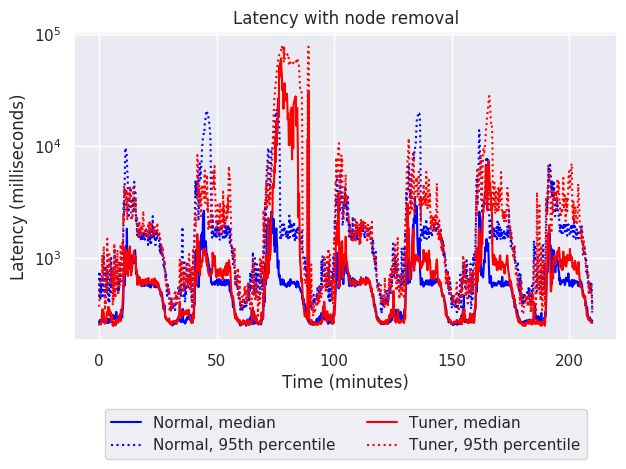 Latency with node removal
10^5
10^4
10^3
Latency (milliseconds)
0 50 100 150 200
Time (minutes)
Normal, median
Normal, 95th percentile
Tuner, median
Tuner, 95th percentile